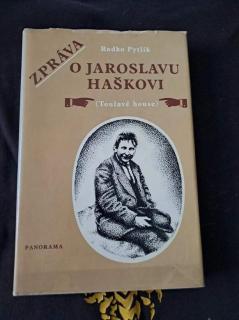 Radko Pytlík
ZPRÁVA
O JAROSLAVU
HAŠKOVI
(Toulavé house)
PANORAMA